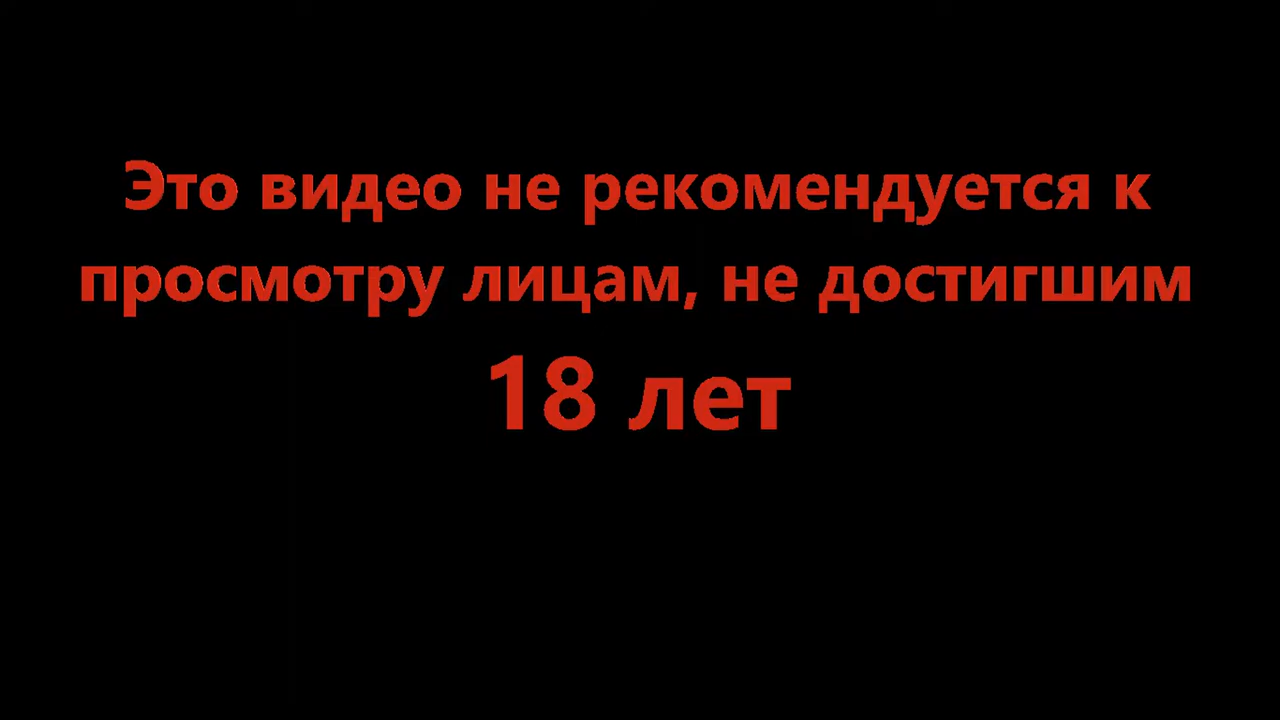 Это видео не рекомендуется к
просмотру лицам, не достигшим
18 лет